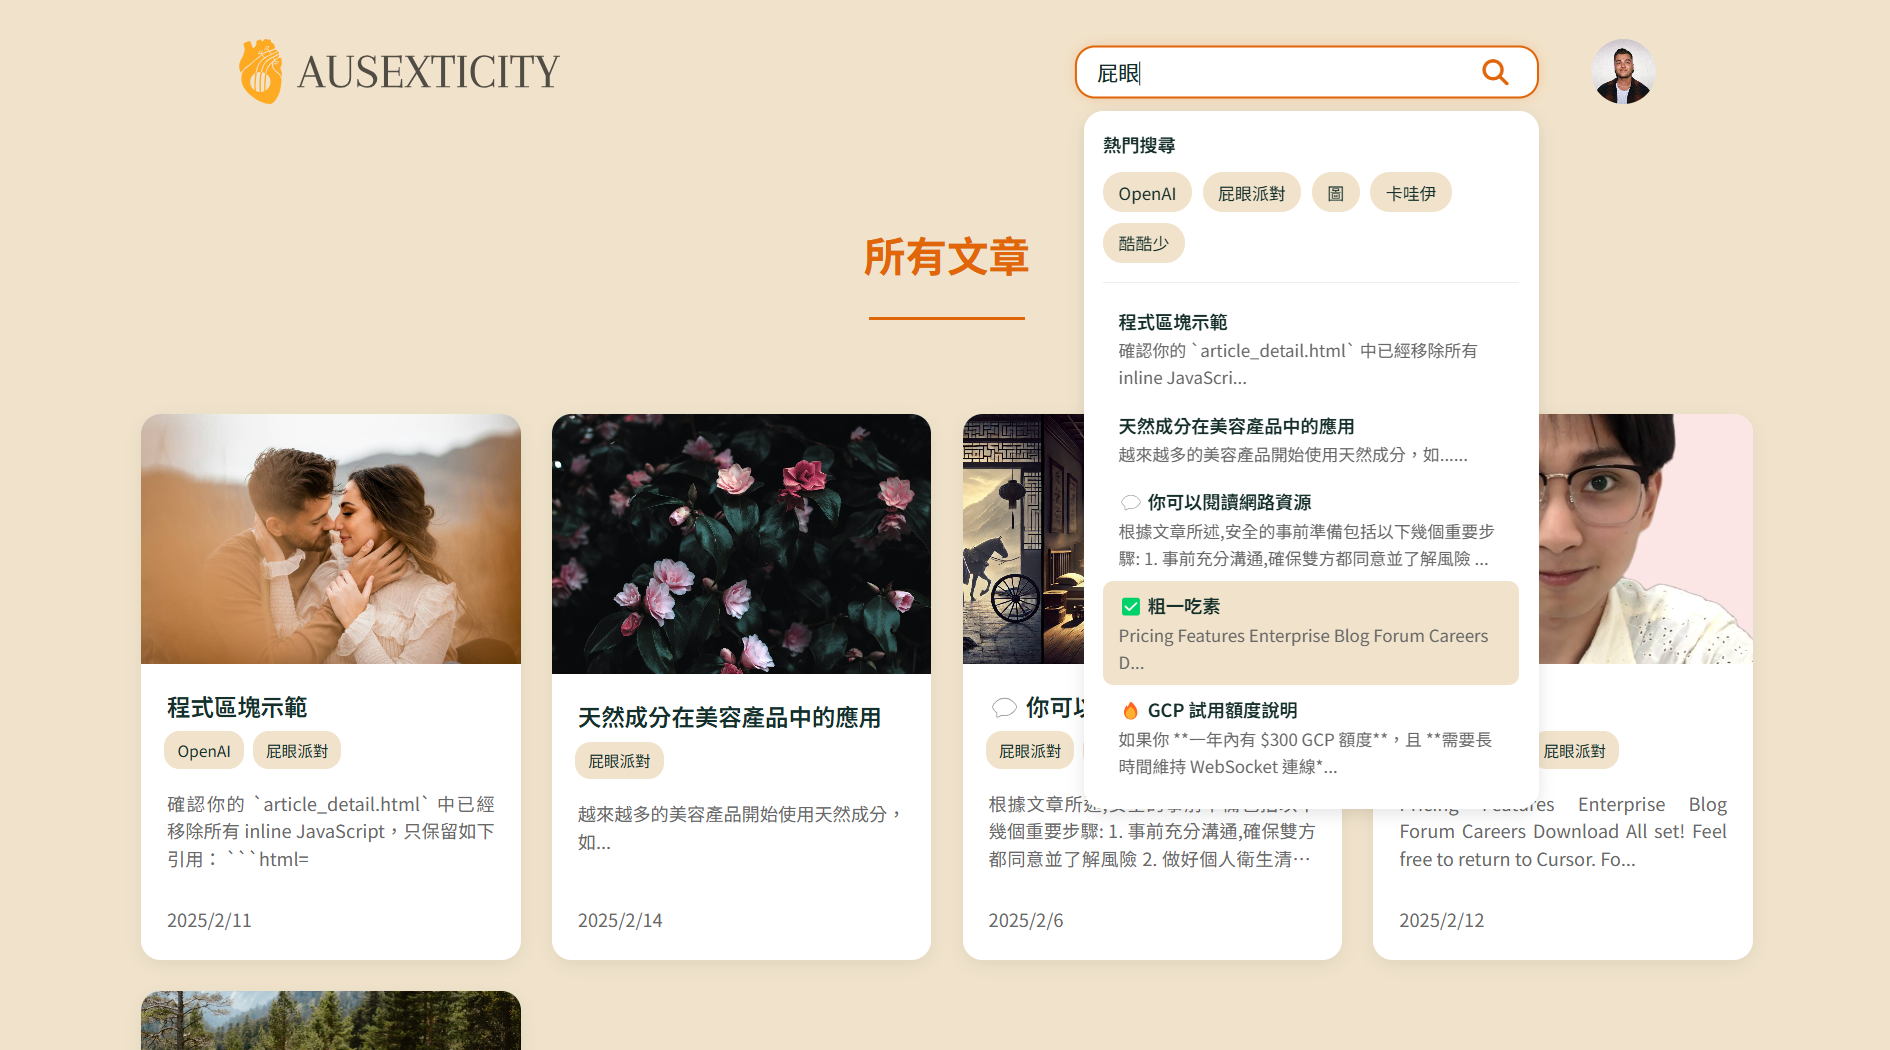 AUSEXTICITY
屁眼
熱門搜尋
OpenAI 屁眼派對 圖 卡哇伊
酷酷少
所有文章
程式區塊示範
確認你的 `article_detail.html` 中已經移除所有
inline JavaScri...
天然成分在美容產品中的應用
越來越多的美容產品開始使用天然成分，如......
💬 你可以閱讀網路資源
根據文章所述,安全的事前準備包括以下幾個重要步
驟: 1. 事前充分溝通,確保雙方都同意並了解風險 ...
✅ 粗一吃素
Pricing Features Enterprise Blog Forum Careers
D...
🔥 GCP 試用額度說明
如果你 **一年內有 $300 GCP 額度**，且 **需要長
時間維持 WebSocket 連線*...
程式區塊示範
OpenAI 屁眼派對
確認你的 `article_detail.html` 中已經
移除所有 inline JavaScript，只保留如下
引用： ```html=
2025/2/11
天然成分在美容產品中的應用
屁眼派對
越來越多的美容產品開始使用天然成分，
如...
2025/2/14
💬 你可
屁眼派對
根據文章所述,安全的事前準備包括以下
幾個重要步驟: 1. 事前充分溝通,確保雙方
都同意並了解風險 2. 做好個人衛生清…
2025/2/6
屁眼派對
Pricing Features Enterprise Blog
Forum Careers Download All set! Feel
free to return to Cursor. Fo...
2025/2/12